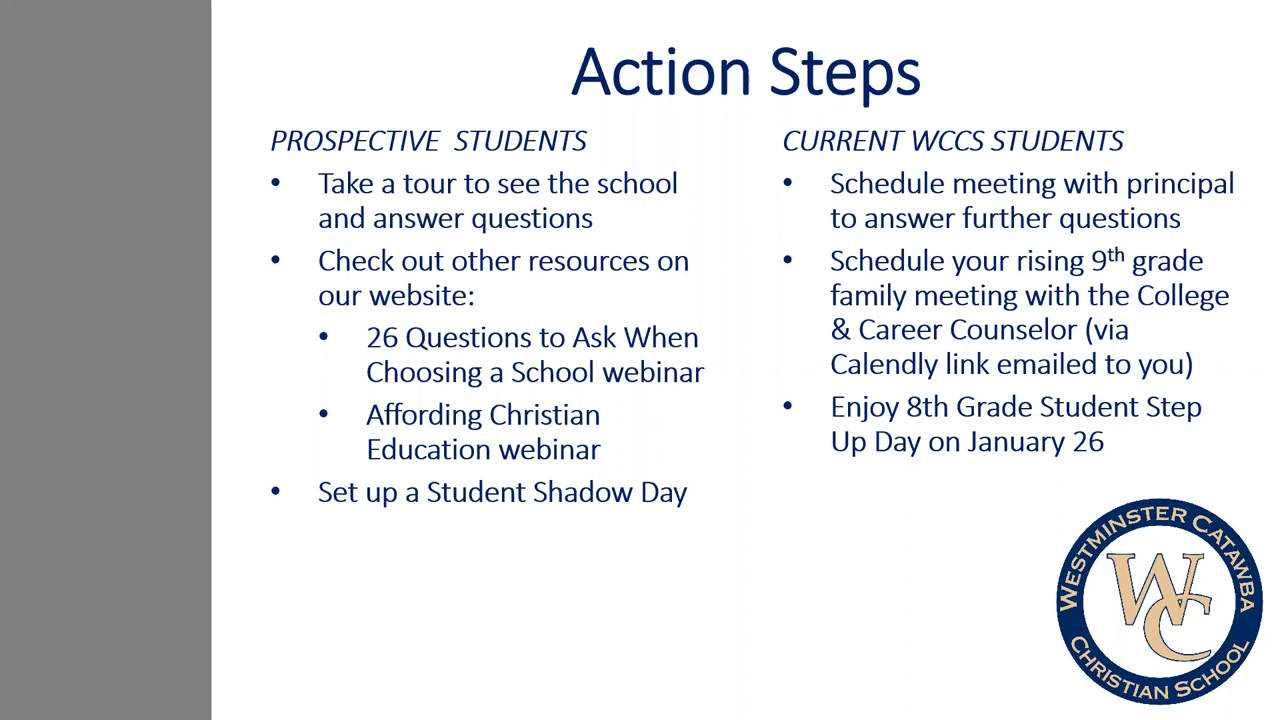 Action Steps
PROSPECTIVE STUDENTS
• Take a tour to see the school
and answer questions
• Check out other resources on
our website:
• 26 Questions to Ask When
Choosing a School webinar
• Affording Christian
Education webinar
• Set up a Student Shadow Day
CURRENT WCCS STUDENTS
• Schedule meeting with principal
to answer further questions
• Schedule your rising 9th grade
family meeting with the College
& Career Counselor (via
Calendly link emailed to you)
• Enjoy 8th Grade Student Step
Up Day on January 26
WESTMINSTER CATAWBA
WC
CHRISTIAN SCHOOL